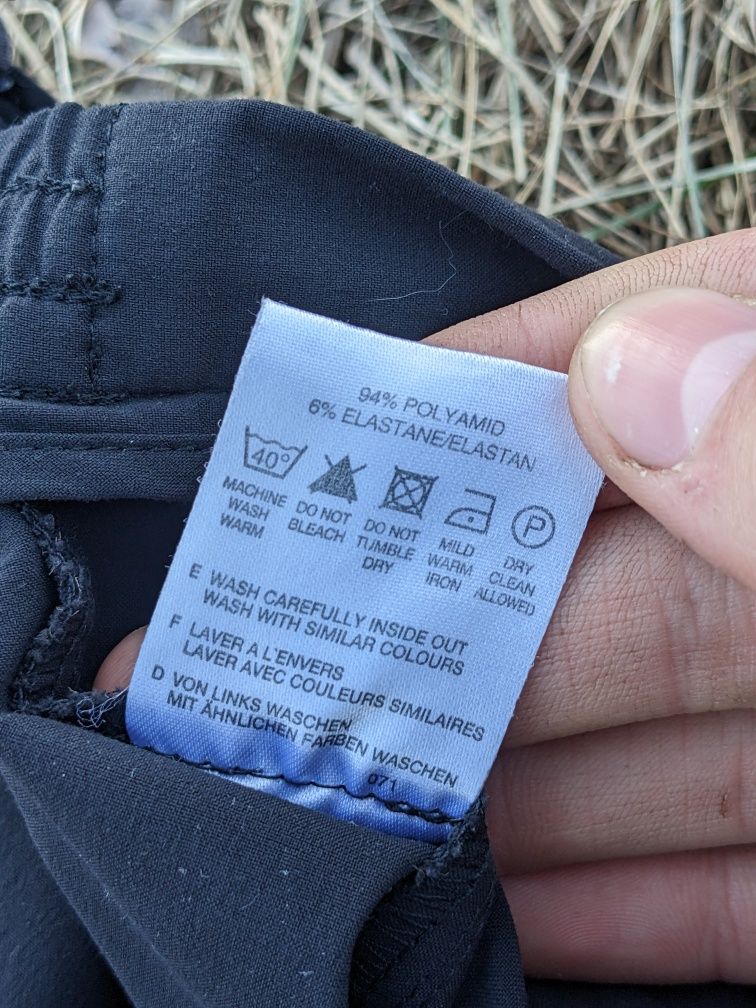 94% POLYAMID
6% ELASTANE/ELASTAN
40°
P
MACHINE
WASH
WARM
DO NOT
BLEACH
DO NOT
TUMBLE
DRY
MILD
WARM
IRON
DRY
CLEAN
ALLOWED
E WASH CAREFULLY INSIDE OUT
WASH WITH SIMILAR COLOURS
F LAVER A L'ENVERS
LAVER AVEC COULEURS SIMILAIRES
D VON LINKS WASCHEN
MIT ÄHNLICHEN FARBEN WASCHEN
071